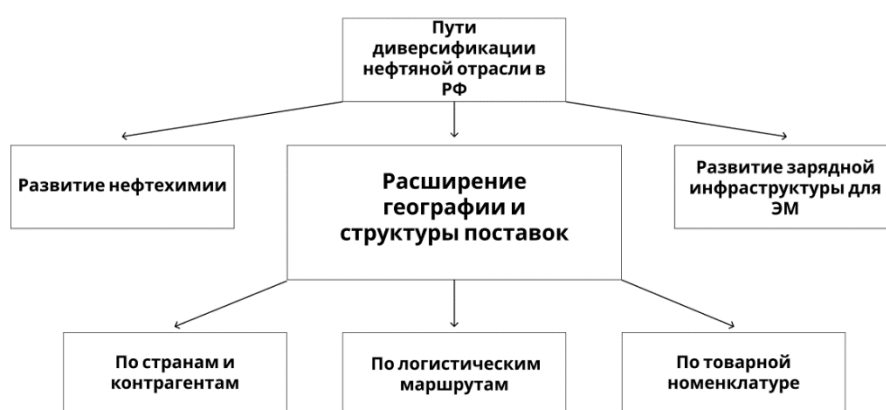 Пути
диверсификации
нефтяной отрасли в
РФ
Развитие нефтехимии
Расширение
географии и
структуры поставок
Развитие зарядной
инфраструктуры для
ЭМ
По странам и
контрагентам
По логистическим
маршрутам
По товарной
номенклатуре